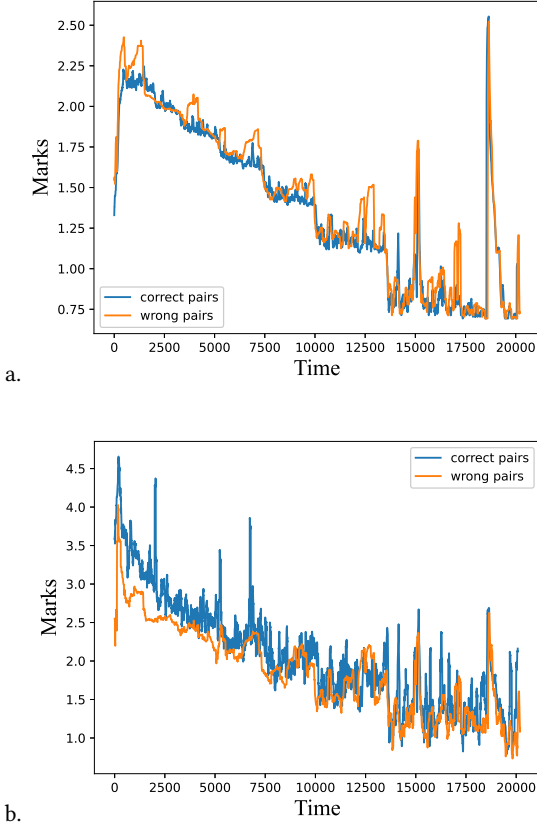 2.50
2.25
2.00
1.75
1.50
1.25
1.00
0.75
Marks
correct pairs
wrong pairs
0 2500 5000 7500 10000 12500 15000 17500 20000
Time
a.
4.5
4.0
3.5
3.0
2.5
2.0
1.5
1.0
Marks
correct pairs
wrong pairs
0 2500 5000 7500 10000 12500 15000 17500 20000
Time
b.